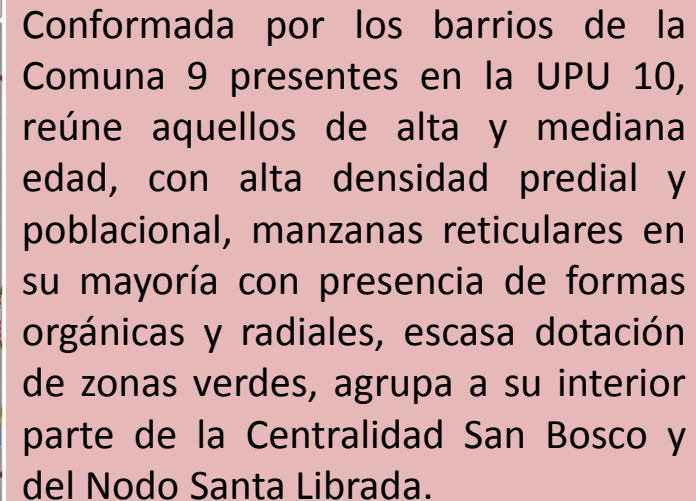 Conformada por los barrios de la
Comuna 9 presentes en la UPU 10,
reúne aquellos de alta y mediana
edad, con alta densidad predial y
poblacional, manzanas reticulares en
su mayoría con presencia de formas
orgánicas y radiales, escasa dotación
de zonas verdes, agrupa a su interior
parte de la Centralidad San Bosco y
del Nodo Santa Librada.